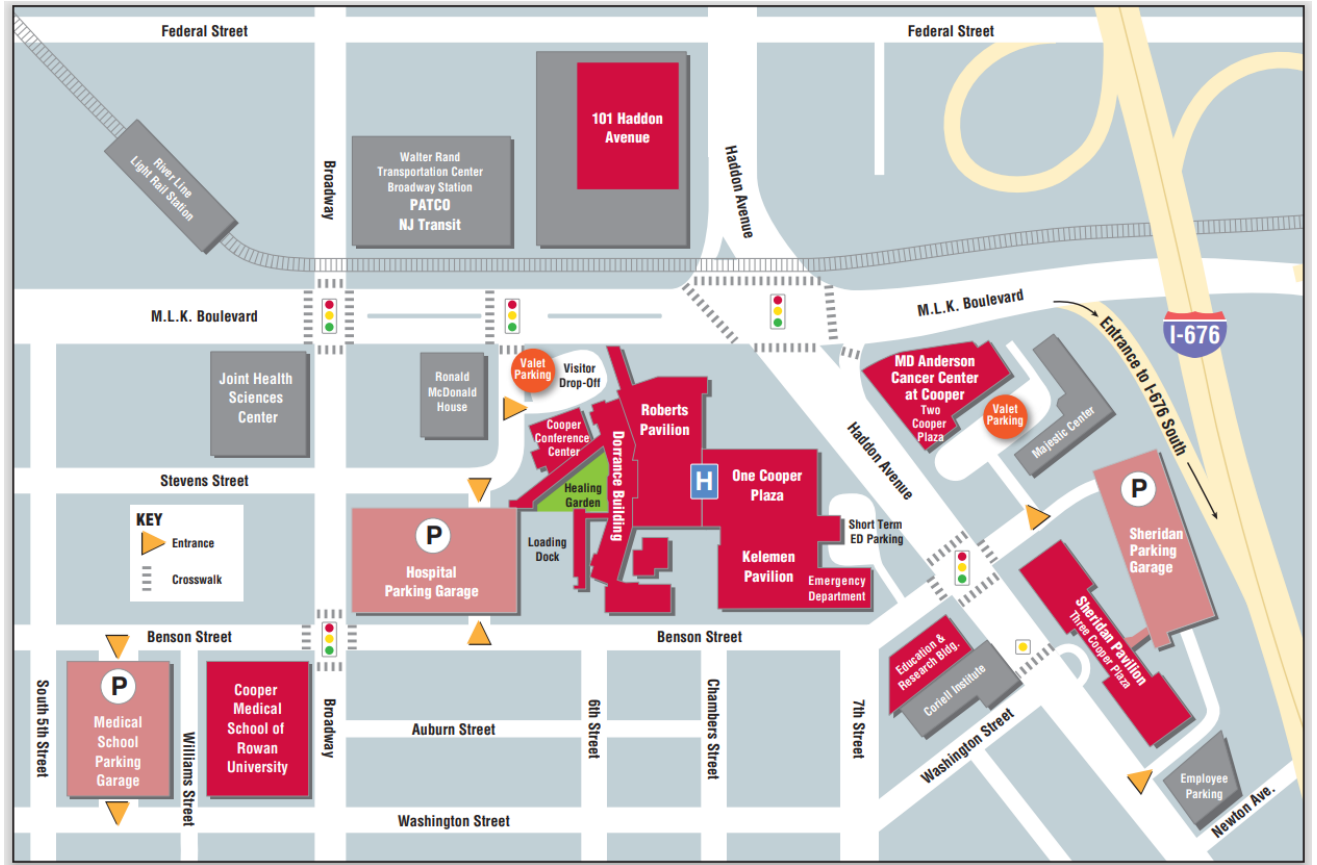 Federal Street
Federal Street
101 Haddon
Avenue
Walter Rand
Transportation Center
Broadway Station
PATCO
NJ Transit
River Line
Light Rail Station
Broadway
Haddon Avenue
M.L.K. Boulevard
M.L.K. Boulevard
Entrance to I-676 South
I-676
Joint Health
Sciences
Center
Ronald
McDonald
House
Valet
Parking
Visitor
Drop-Off
Cooper
Conference
Center
Roberts
Pavilion
Dorrance Building
MD Anderson
Cancer Center
at Cooper
Two
Cooper
Plaza
Valet
Parking
Majestic Center
Haddon Avenue
Stevens Street
Healing
Garden
H
One Cooper
Plaza
Short Term
ED Parking
KEY
Entrance
Crosswalk
P
Hospital
Parking Garage
Loading
Dock
Kelemen
Pavilion
Emergency
Department
P
Sheridan
Parking
Garage
Sheridan Pavilion
Three Cooper Plaza
Benson Street
Benson Street
Education &
Research Bldg.
Coriell Institute
South 5th Street
P
Medical
School
Parking
Garage
Williams Street
Cooper
Medical
School of
Rowan
University
Broadway
Auburn Street
6th Street
Chambers Street
7th Street
Washington Street
Employee
Parking
Newton Ave.
Washington Street